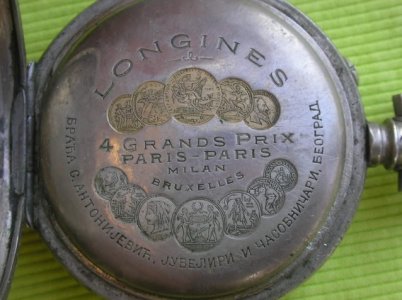 LONGINES
4 GRANDS PRIX
PARIS-PARIS
MILAN
BRUXELLES
БРАЋА С. АНТОНИЈЕВИЋ, ЈУВЕЛИРИ И ЧАСОВНИЧАРИ, БЕОГРАД